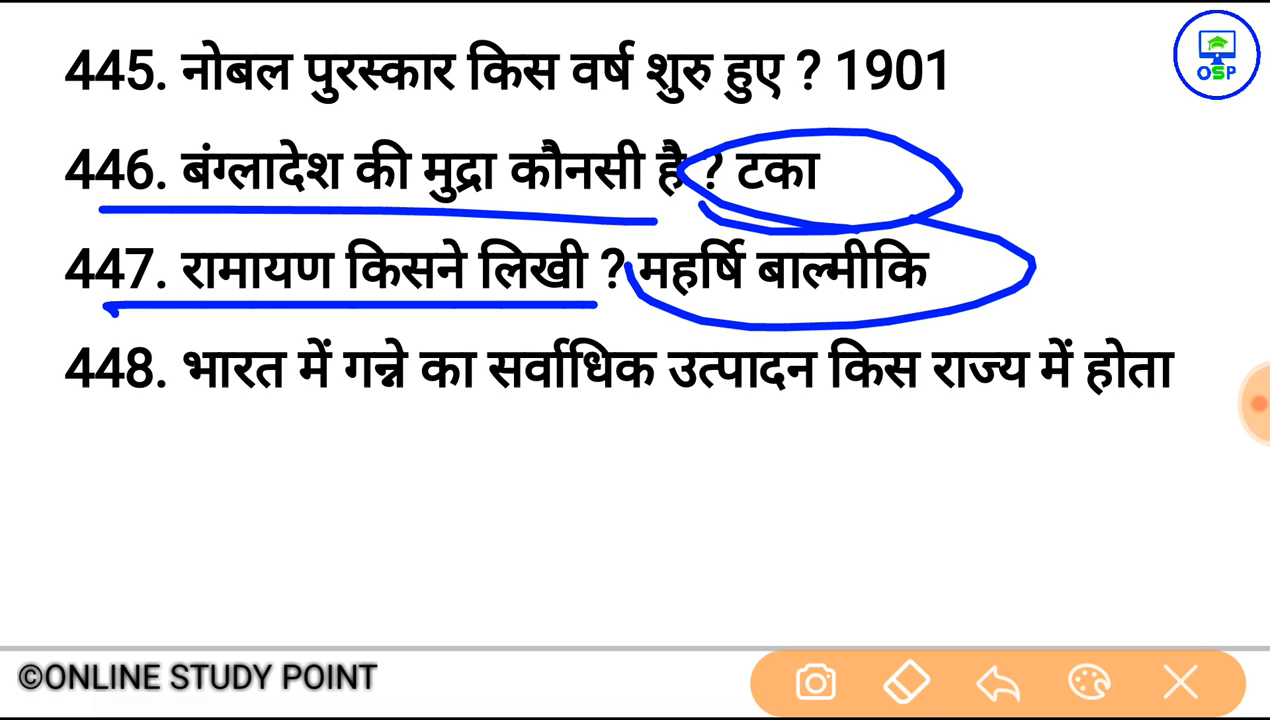 445. नोबल पुरस्कार किस वर्ष शुरु हुए ? 1901
OSP
446. बंग्लादेश की मुद्रा कौनसी है ? टका
447. रामायण किसने लिखी ? महर्षि बाल्मीकि
448. भारत में गन्ने का सर्वाधिक उत्पादन किस राज्य में होता
©ONLINE STUDY POINT